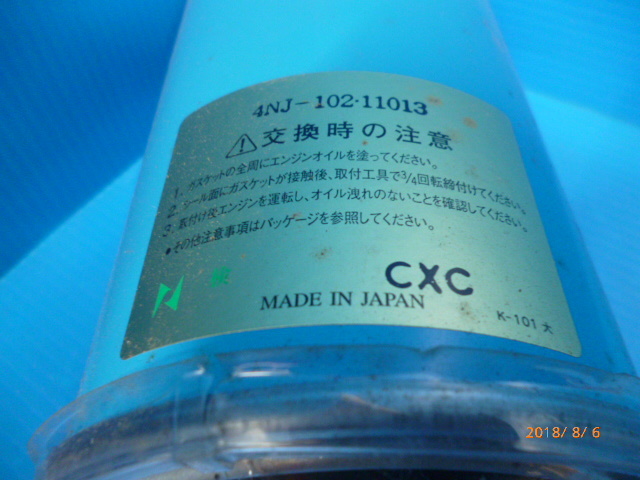 4NJ-102・11013
⚠交換時の注意
1. ガスケットの全周にエンジンオイルを塗ってください。
2. シール面にガスケットが接触後、取付工具で3/4回転締付けてください。
3. 取付け後エンジンを運転し、オイル洩れのないことを確認してください。
●その他注意事項はパッケージを参照してください。
CXC
MADE IN JAPAN
K-101 大
2018/ 8/ 6